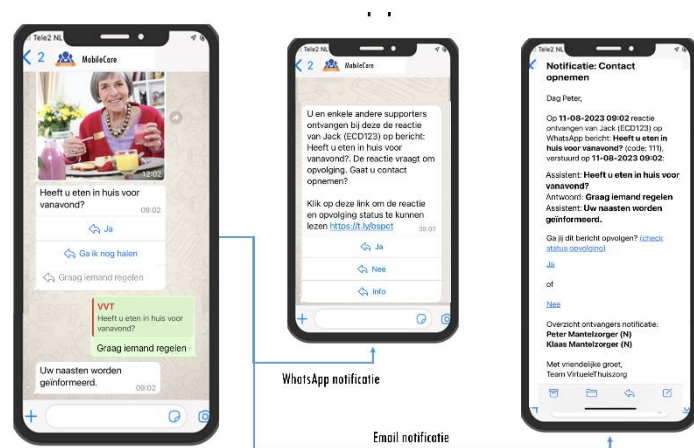 Tele2 NL
2 MobileCare
12:02
Heeft u eten in huis voor
vanavond?
09:02
Ja
Ga ik nog halen
Graag iemand regelen
VVT
Heeft u eten in huis voor
vanavond?
Graag iemand regelen
Uw naasten worden
geïnformeerd.
09:02
Tele2 NL
2 MobileCare
U en enkele andere supporters
ontvangen bij deze de reactie
van Jack (ECD123) op bericht:
Heeft u eten in huis voor
vanavond?. De reactie vraagt om
opvolging. Gaat u contact
opnemen?
Klik op deze link om de reactie
en opvolging status te kunnen
lezen https://t.ly/bspct
Ja
Nee
Info
WhatsApp notificatie
Tele2 NL
Notificatie: Contact
opnemen
Dag Peter,
Op 11-08-2023 09:02 reactie
ontvangen van Jack (ECD123) op
WhatsApp bericht: Heeft u eten in
huis voor vanavond? (code: 111),
verstuurd op 11-08-2023 09:02:
Assistent: Heeft u eten in huis voor
vanavond?
Antwoord: Graag iemand regelen
Assistent: Uw naasten worden
geïnformeerd.
Ga jij dit bericht opvolgen? (check
status opvolging)
Ja
of
Nee
Overzicht ontvangers notificatie:
Peter Mantelzorger (N)
Klaas Mantelzorger (N)
Met vriendelijke groet,
Team VirtueleThuiszorg
Email notificatie